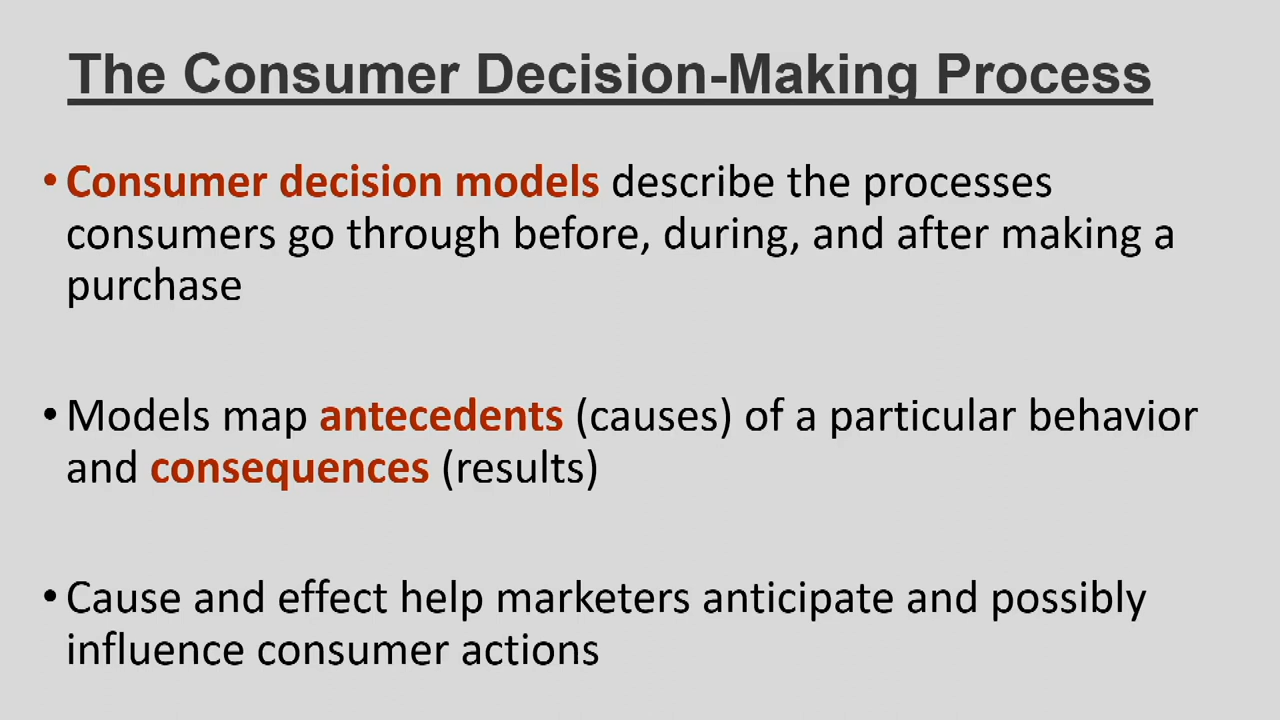 The Consumer Decision-Making Process
• Consumer decision models describe the processes
consumers go through before, during, and after making a
purchase
• Models map antecedents (causes) of a particular behavior
and consequences (results)
• Cause and effect help marketers anticipate and possibly
influence consumer actions